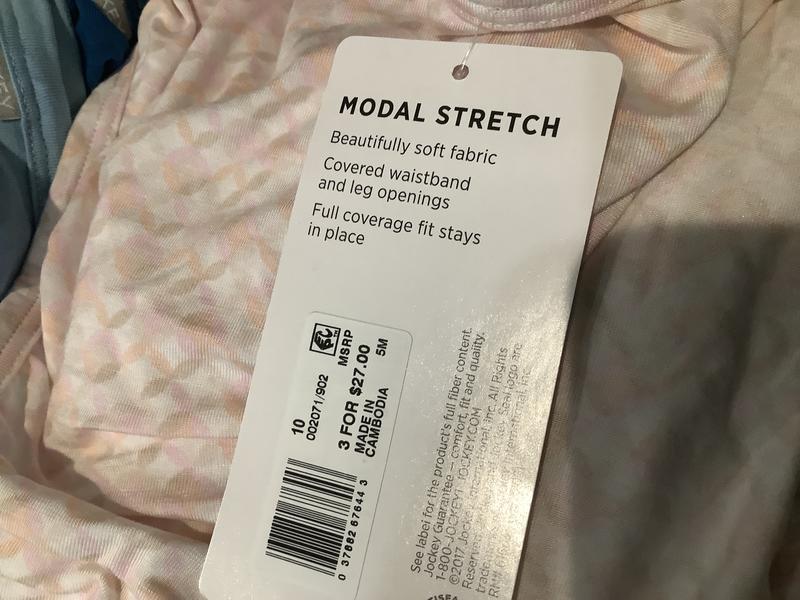 MODAL STRETCH
Beautifully soft fabric
Covered waistband
and leg openings
Full coverage fit stays
in place
10
002071/902
3 FOR $27.00 MSRP
MADE IN
CAMBODIA
5M
0 37882 67644 3
See label for the product's full fiber content.
Jockey Guarantee — comfort, fit and quality.
1-800-JOCKEY1 JOCKEY.COM
©2017 Jockey International, Inc. All Rights